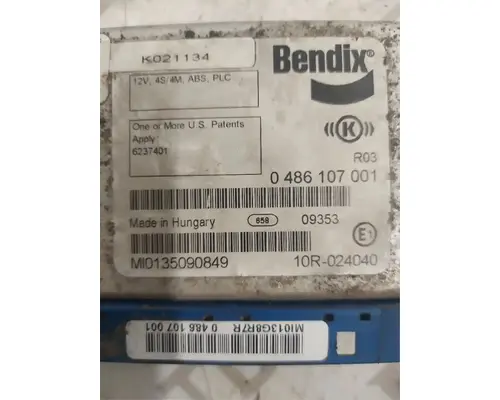 K021134
Bendix®
12V, 4S/4M, ABS, PLC
One or More U.S. Patents
Apply:
6237401
K
R03
0 486 107 001
Made in Hungary
658
09353
E1
MI0135090849
10R-024040
MI013G8R7R
0 486 107 001